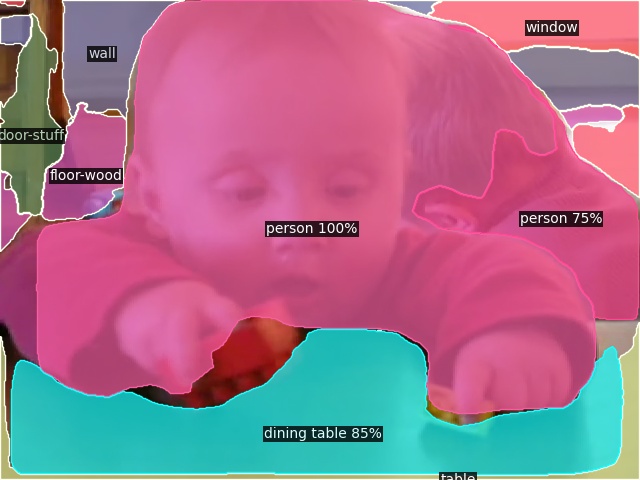 window
wall
door-stuff
floor-wood
person 75%
person 100%
dining table 85%
table